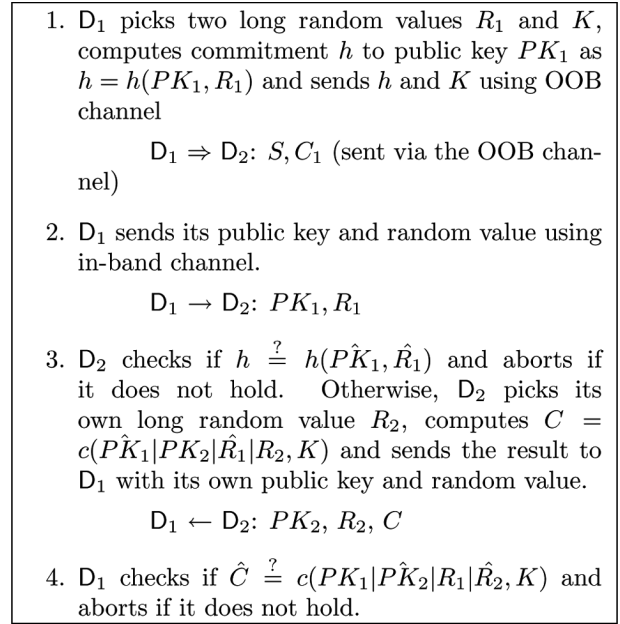 1. D₁ picks two long random values R₁ and K,
computes commitment h to public key PK₁ as
h = h(PK₁, R₁) and sends h and K using OOB
channel
D₁ ⇒ D₂: S, C₁ (sent via the OOB chan-
nel)
2. D₁ sends its public key and random value using
in-band channel.
D₁ → D₂: PK₁, R₁
3. D₂ checks if h ≟ h(PK̂₁, R̂₁) and aborts if
it does not hold. Otherwise, D₂ picks its
own long random value R₂, computes C =
c(PK̂₁|PK₂|R̂₁|R₂, K) and sends the result to
D₁ with its own public key and random value.
D₁ ← D₂: PK₂, R₂, C
4. D₁ checks if Ĉ ≟ c(PK₁|PK̂₂|R₁|R̂₂, K) and
aborts if it does not hold.